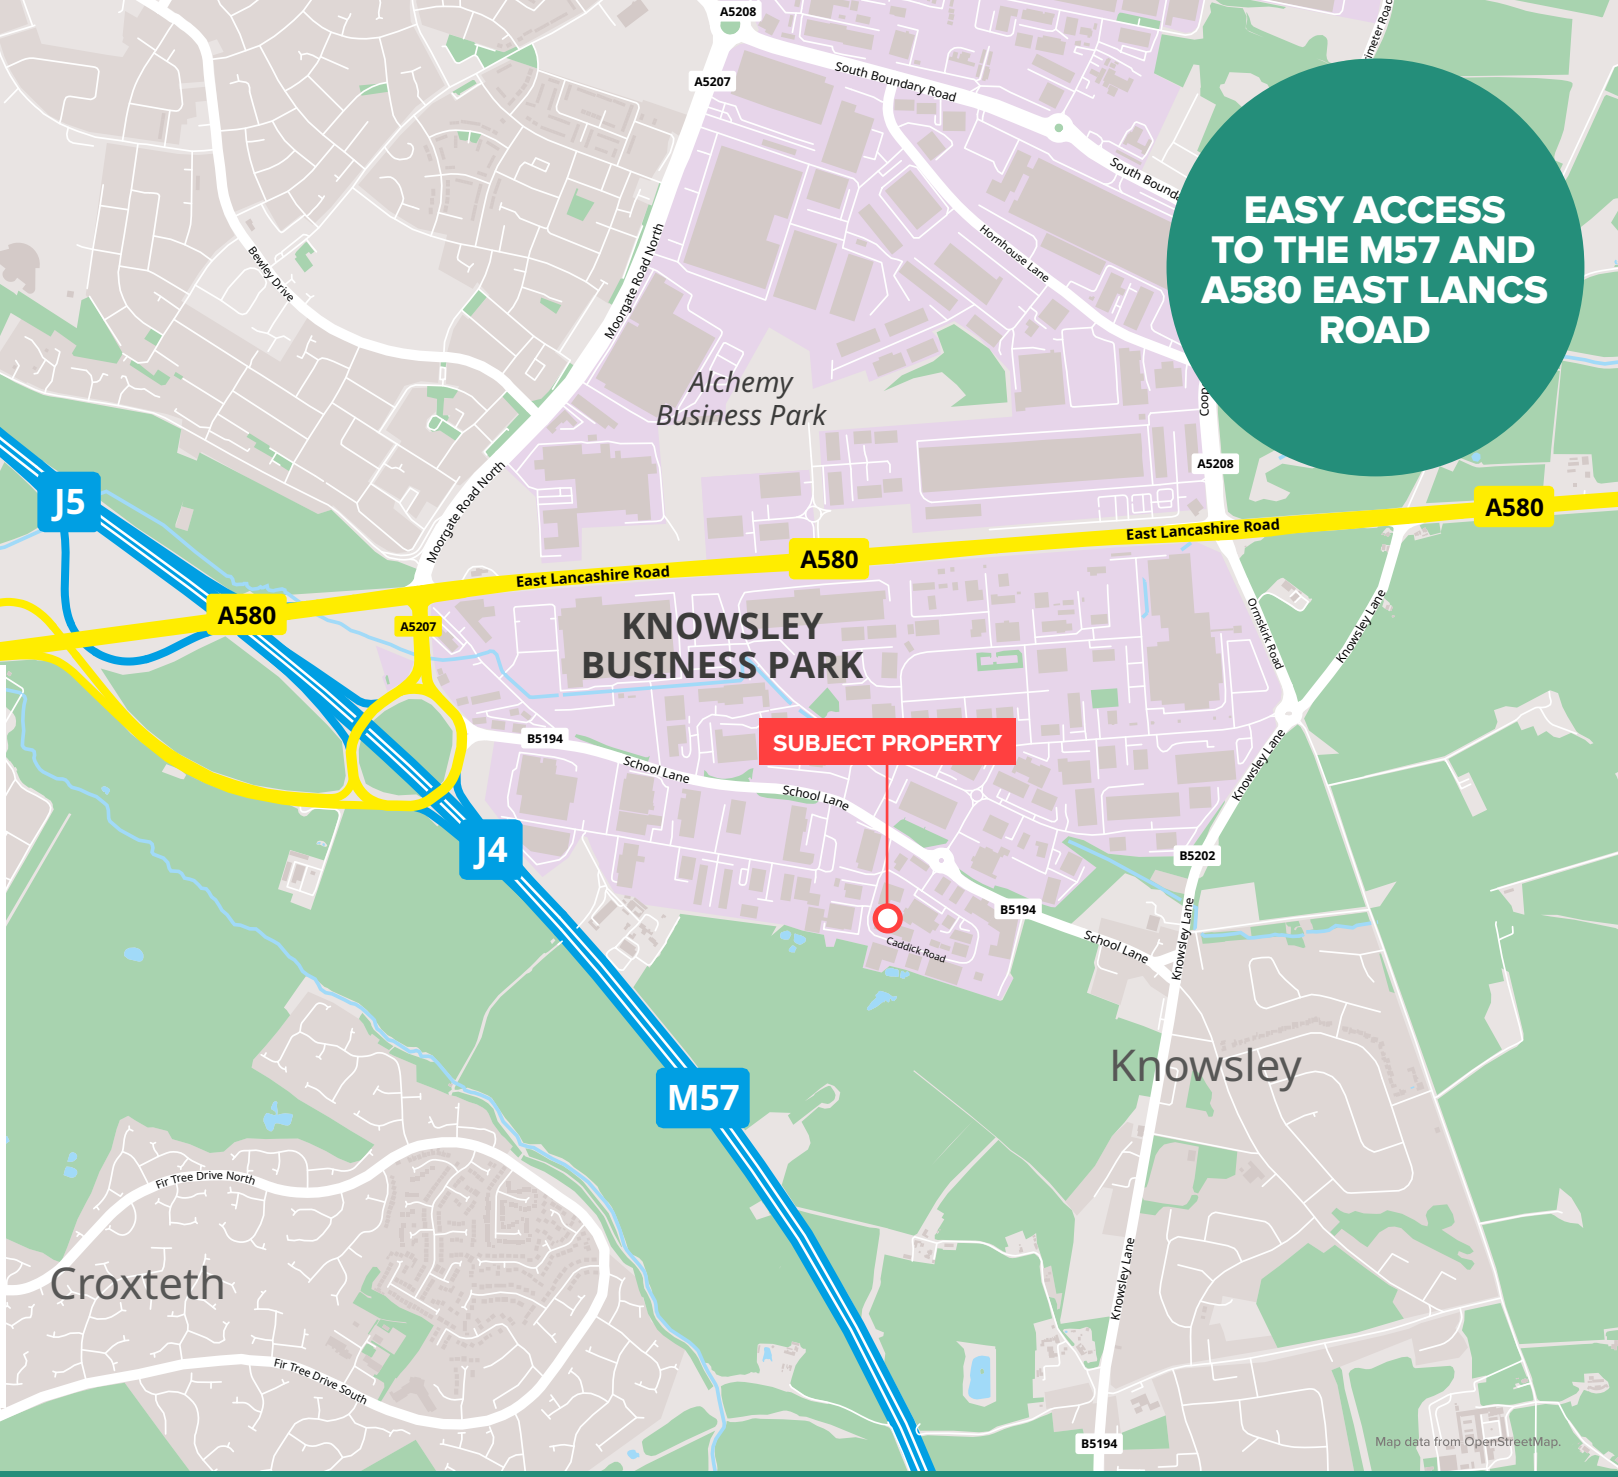 A5208
A5207
South Boundary Road
South Bound
Bewley Drive
Moorgate Road North
Hornhouse Lane
EASY ACCESS
TO THE M57 AND
A580 EAST LANCS
ROAD
Alchemy
Business Park
Moorgate Road North
A5208
J5
A580
East Lancashire Road
A580
East Lancashire Road
A580
A5207
KNOWSLEY
BUSINESS PARK
Ormskirk Road
Knowsley Lane
B5194
School Lane
SUBJECT PROPERTY
School Lane
Knowsley Lane
J4
B5202
B5194
School Lane
Knowsley Lane
Caddick Road
M57
Knowsley
Fir Tree Drive North
Croxteth
Knowsley Lane
Fir Tree Drive South
B5194
Map data from OpenStreetMap.